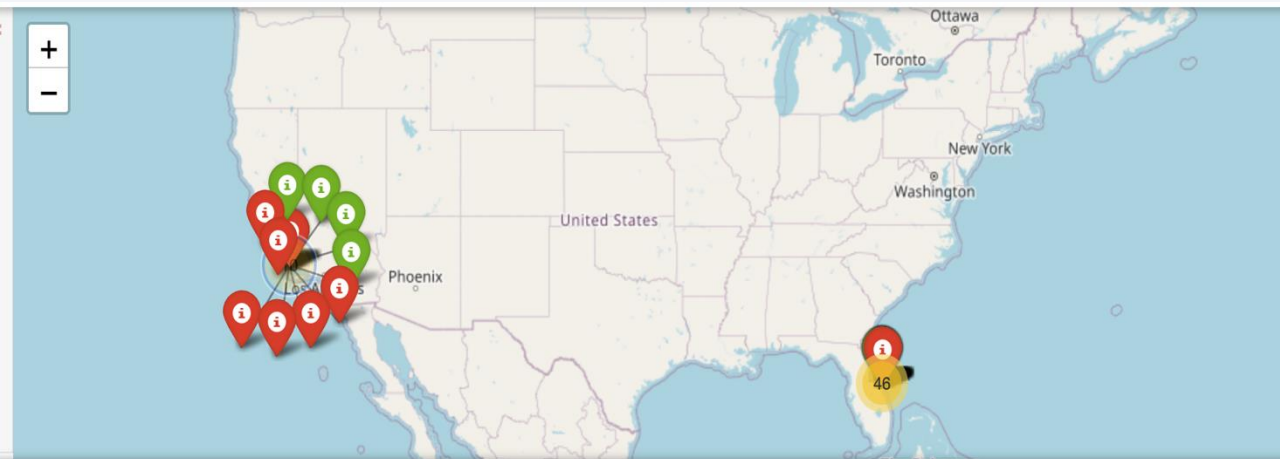 +
−
Ottawa
Toronto
New York
Washington
United States
Phoenix
46